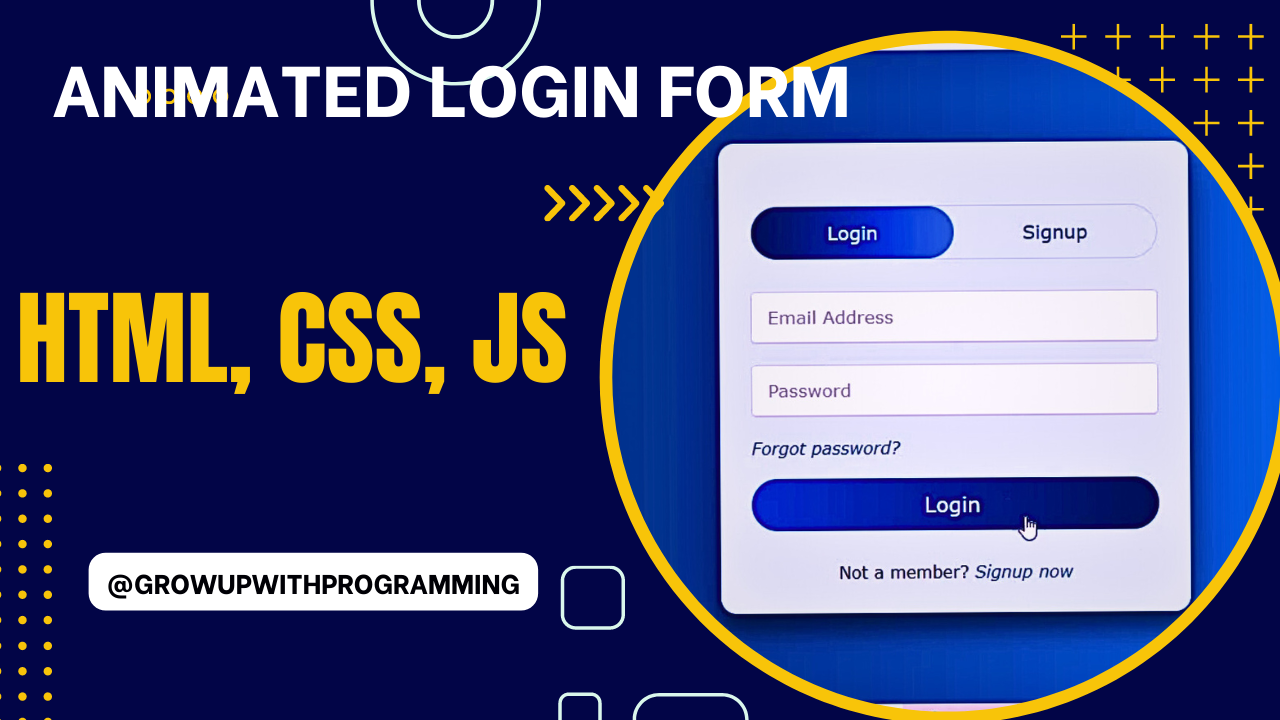 ANIMATED LOGIN FORM
HTML, CSS, JS
@GROWUPWITHPROGRAMMING
Login
Signup
Email Address
Password
Forgot password?
Login
Not a member? Signup now